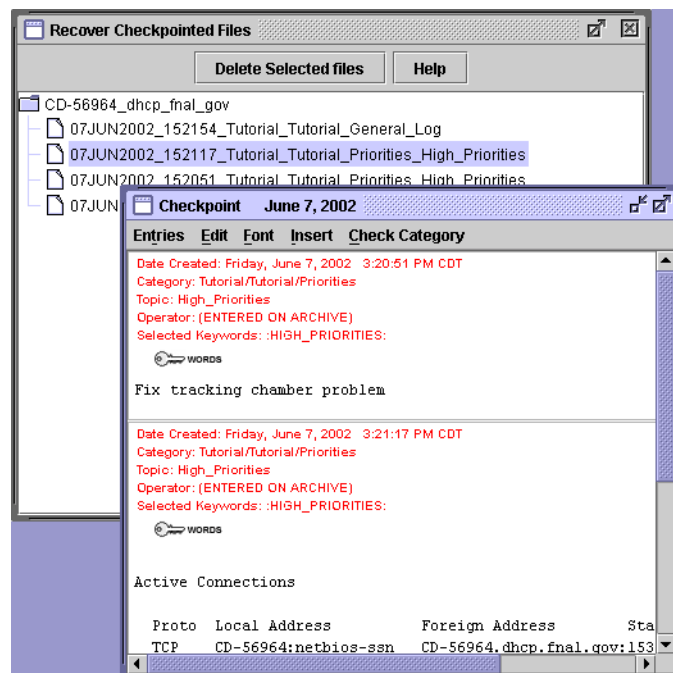 Recover Checkpointed Files
Delete Selected files Help
CD-56964_dhcp_fnal_gov
07JUN2002_152154_Tutorial_Tutorial_General_Log
07JUN2002_152117_Tutorial_Tutorial_Priorities_High_Priorities
07JUN2002_152051_Tutorial_Tutorial_Priorities_High_Priorities
07JUN
Checkpoint June 7, 2002
Entries Edit Font Insert Check Category
Date Created: Friday, June 7, 2002 3:20:51 PM CDT
Category: Tutorial/Tutorial/Priorities
Topic: High_Priorities
Operator: (ENTERED ON ARCHIVE)
Selected Keywords: :HIGH_PRIORITIES:
WORDS
Fix tracking chamber problem
Date Created: Friday, June 7, 2002 3:21:17 PM CDT
Category: Tutorial/Tutorial/Priorities
Topic: High_Priorities
Operator: (ENTERED ON ARCHIVE)
Selected Keywords: :HIGH_PRIORITIES:
WORDS
Active Connections
Proto Local Address Foreign Address Sta
TCP CD-56964:netbios-ssn CD-56964.dhcp.fnal.gov:153